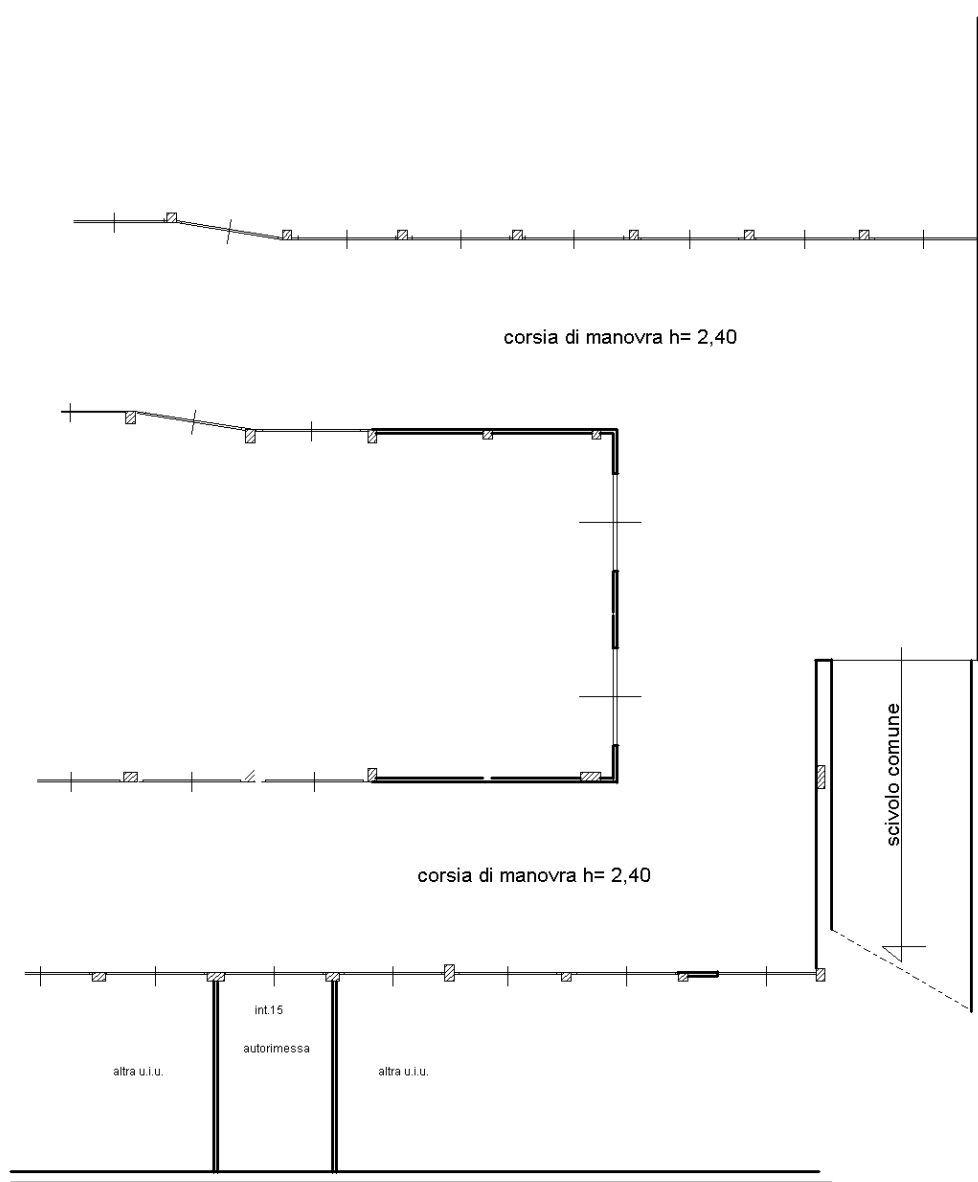 corsia di manovra h= 2,40
scivolo comune
corsia di manovra h= 2,40
int.15
autorimessa
altra u.i.u.
altra u.i.u.